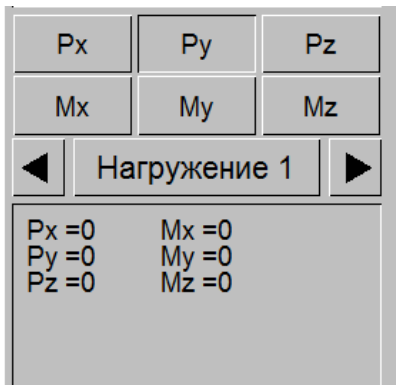 Px Py Pz
Mx My Mz
Нагружение 1
Px =0 Mx =0
Py =0 My =0
Pz =0 Mz =0